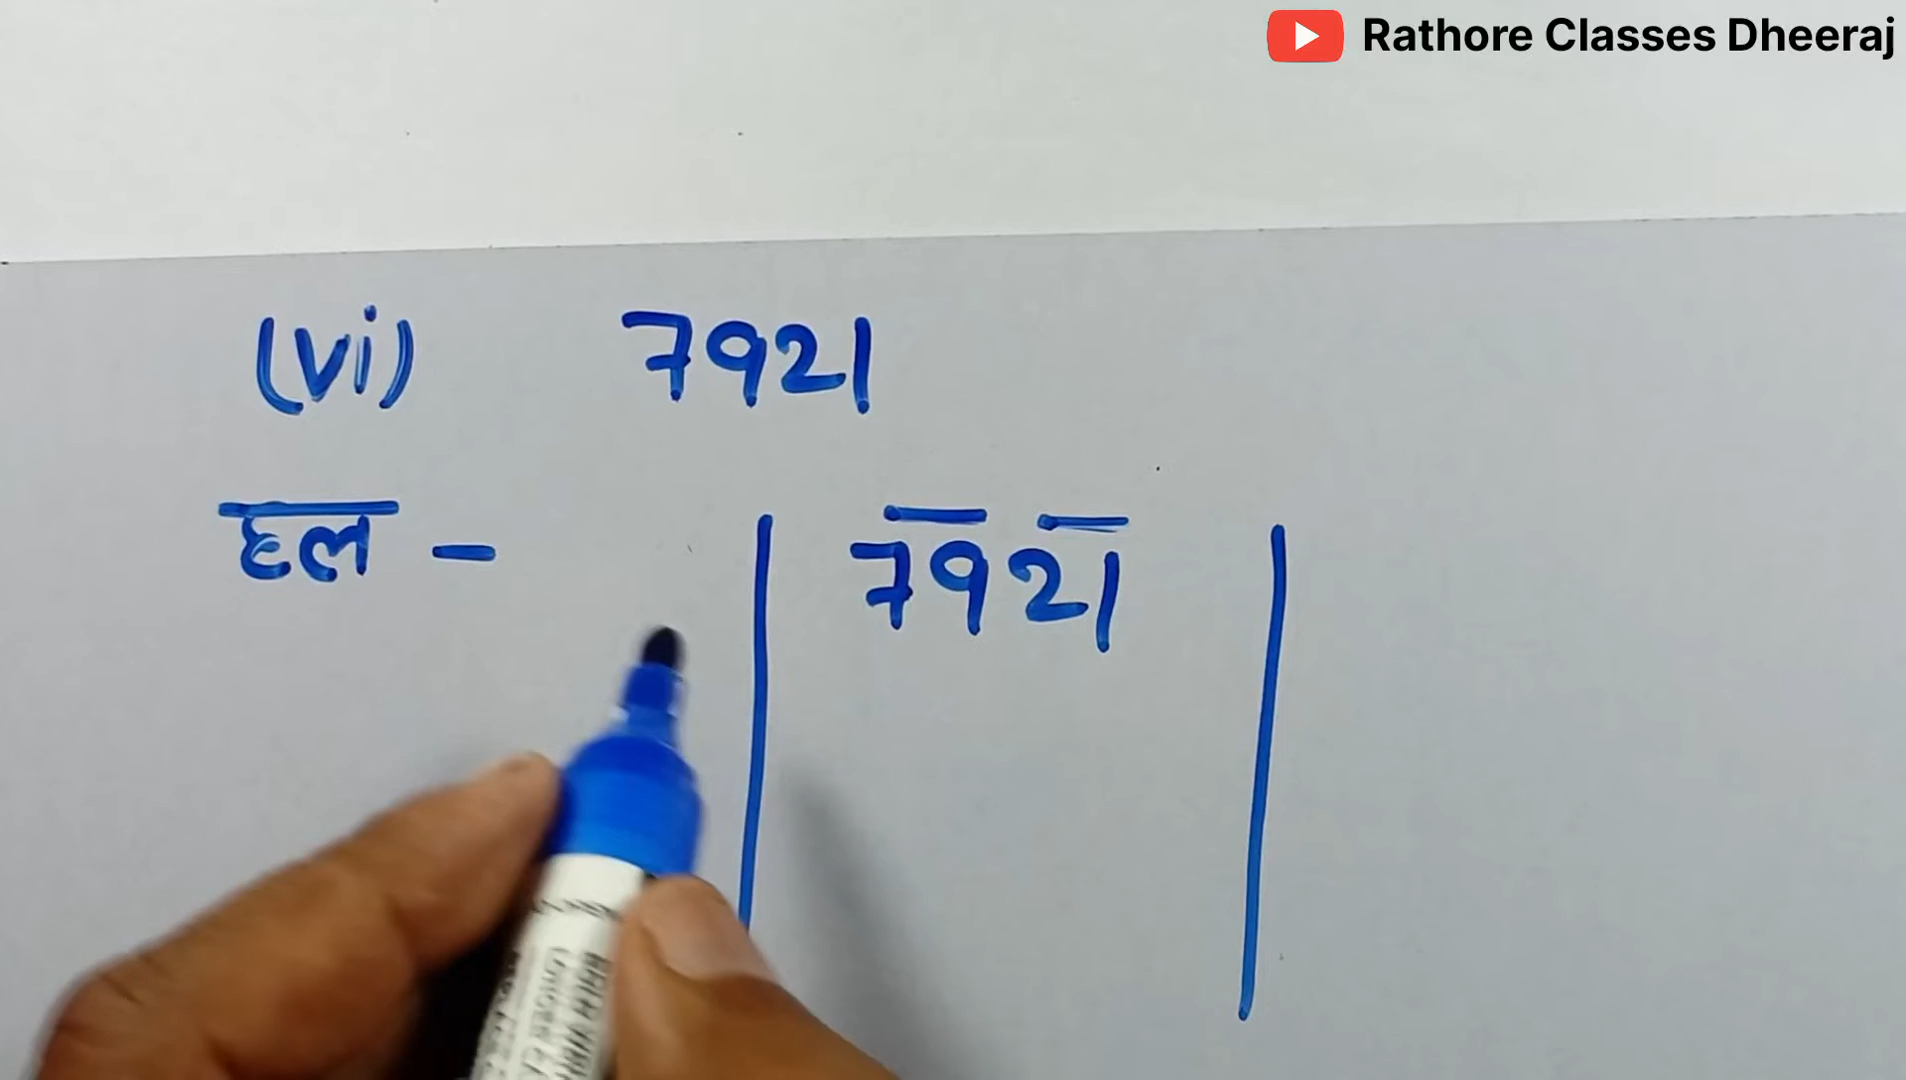 Rathore Classes Dheeraj
(vi) 7921
हल - 7921